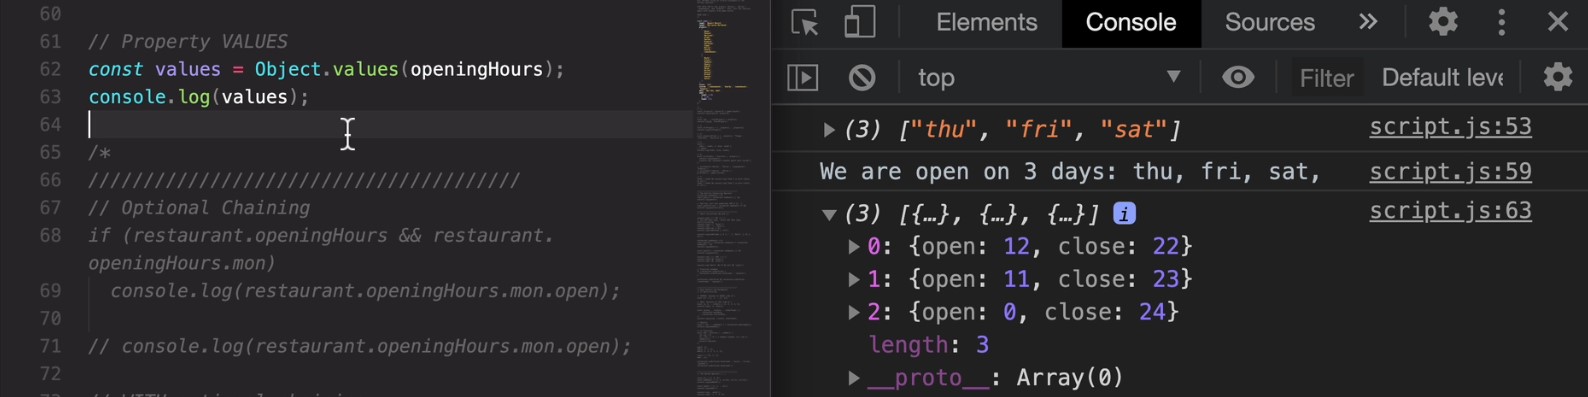 60
61 // Property VALUES
62 const values = Object.values(openingHours);
63 console.log(values);
64
65 /*
66 ///////////////////////////////////////
67 // Optional Chaining
68 if (restaurant.openingHours && restaurant.
openingHours.mon)
69 console.log(restaurant.openingHours.mon.open);
70
71 // console.log(restaurant.openingHours.mon.open);
72
Elements Console Sources »
top Filter Default leve
(3) ["thu", "fri", "sat"] script.js:53
We are open on 3 days: thu, fri, sat, script.js:59
(3) [{…}, {…}, {…}] i script.js:63
0: {open: 12, close: 22}
1: {open: 11, close: 23}
2: {open: 0, close: 24}
length: 3
__proto__: Array(0)